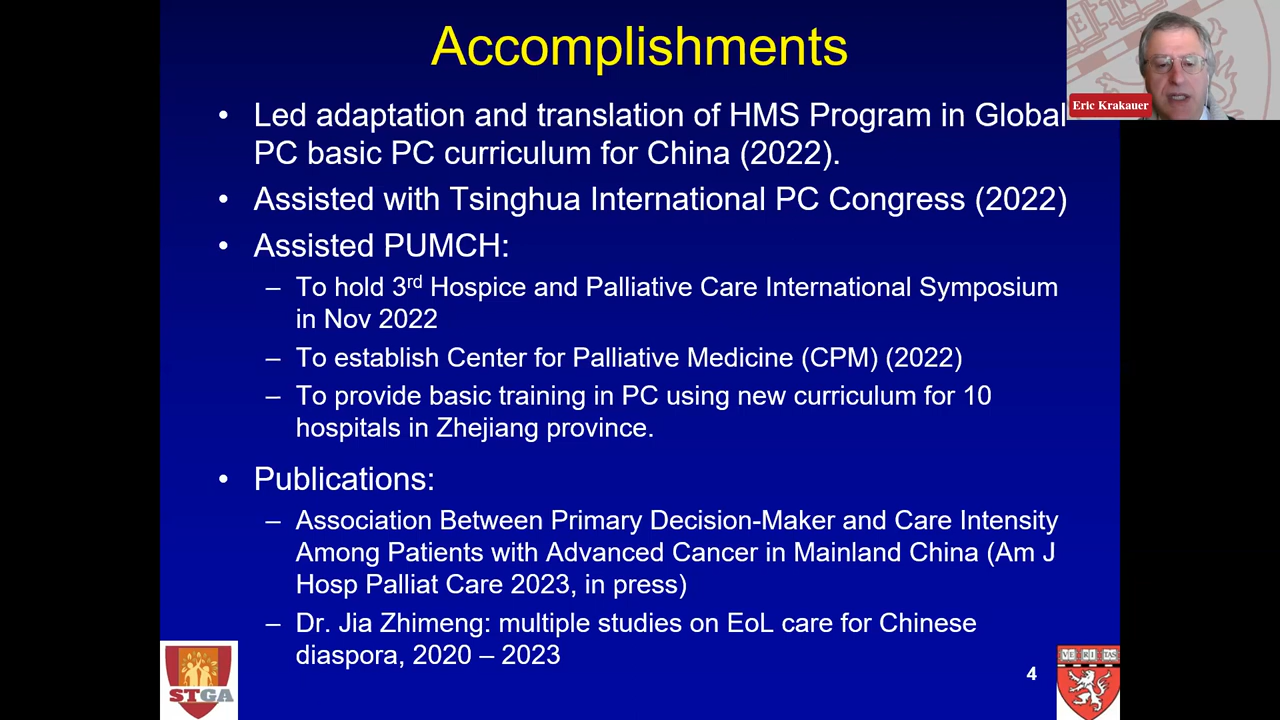 Accomplishments
Eric Krakauer
• Led adaptation and translation of HMS Program in Global
PC basic PC curriculum for China (2022).
• Assisted with Tsinghua International PC Congress (2022)
• Assisted PUMCH:
– To hold 3rd Hospice and Palliative Care International Symposium
in Nov 2022
– To establish Center for Palliative Medicine (CPM) (2022)
– To provide basic training in PC using new curriculum for 10
hospitals in Zhejiang province.
• Publications:
– Association Between Primary Decision-Maker and Care Intensity
Among Patients with Advanced Cancer in Mainland China (Am J
Hosp Palliat Care 2023, in press)
– Dr. Jia Zhimeng: multiple studies on EoL care for Chinese
diaspora, 2020 – 2023
STGA
4
VE RI TAS